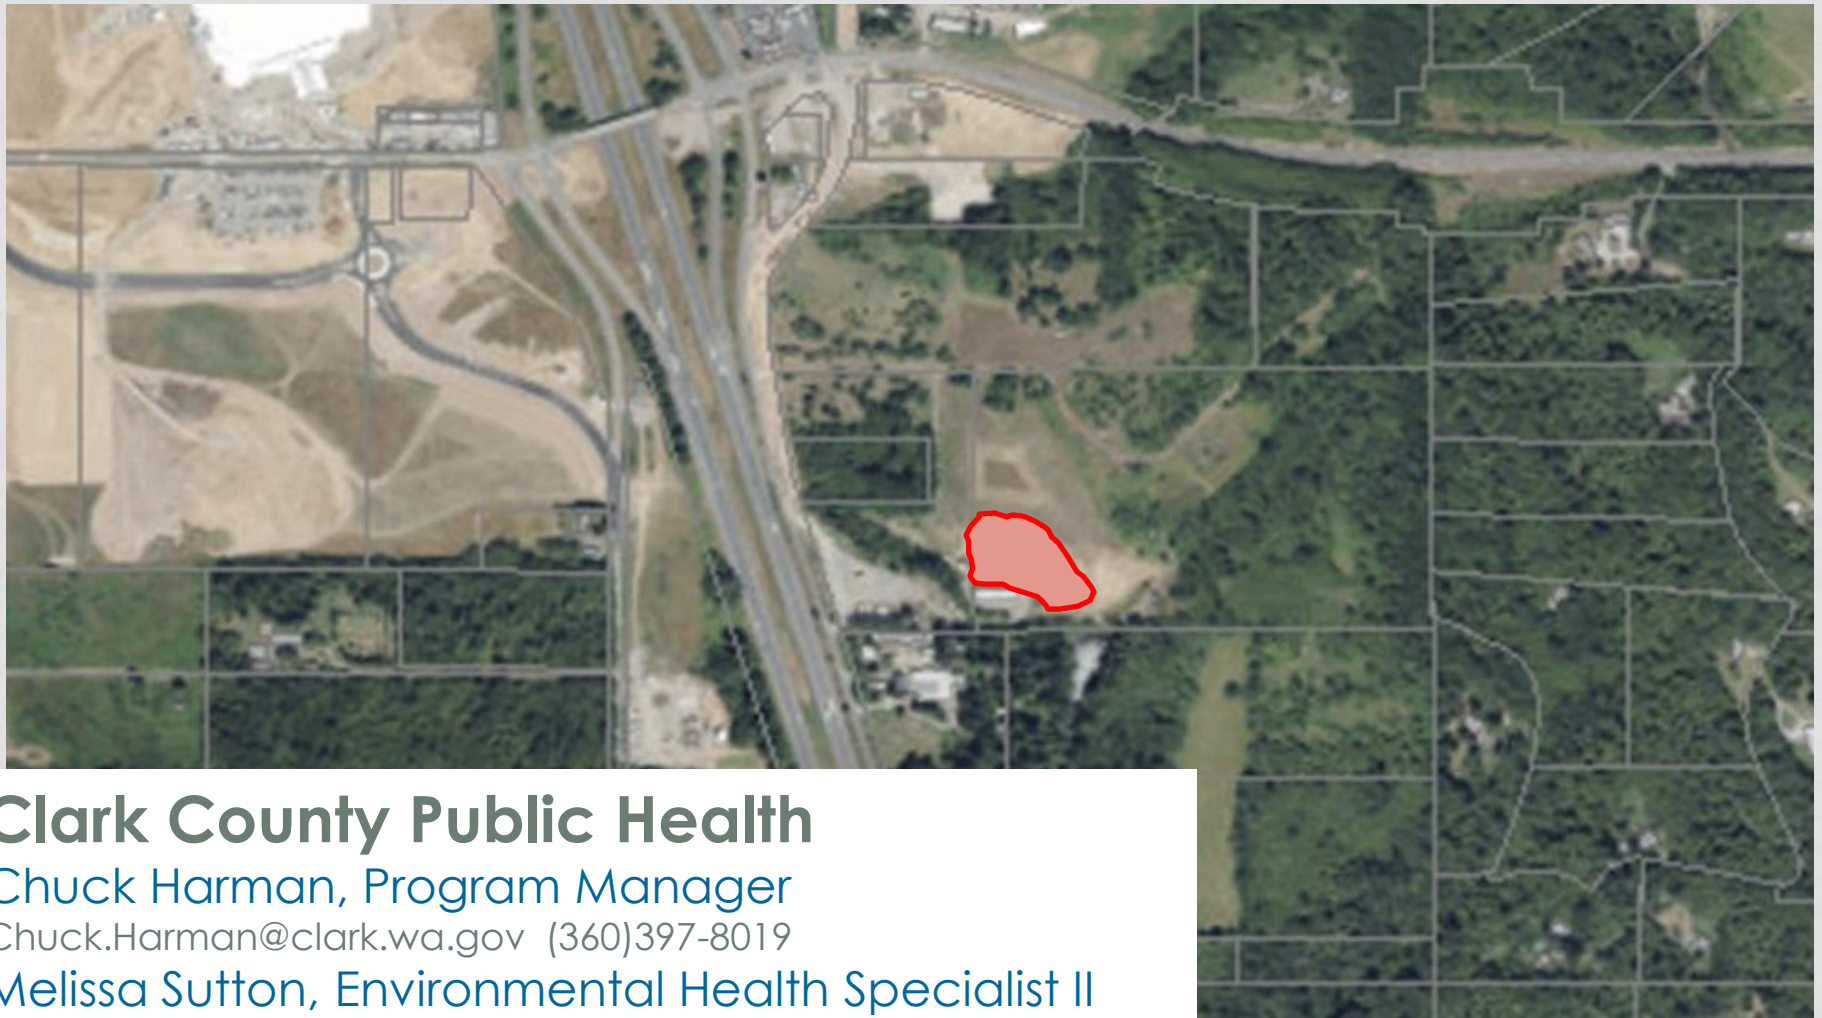 Clark County Public Health
Chuck Harman, Program Manager
Chuck.Harman@clark.wa.gov (360)397-8019
Melissa Sutton, Environmental Health Specialist II